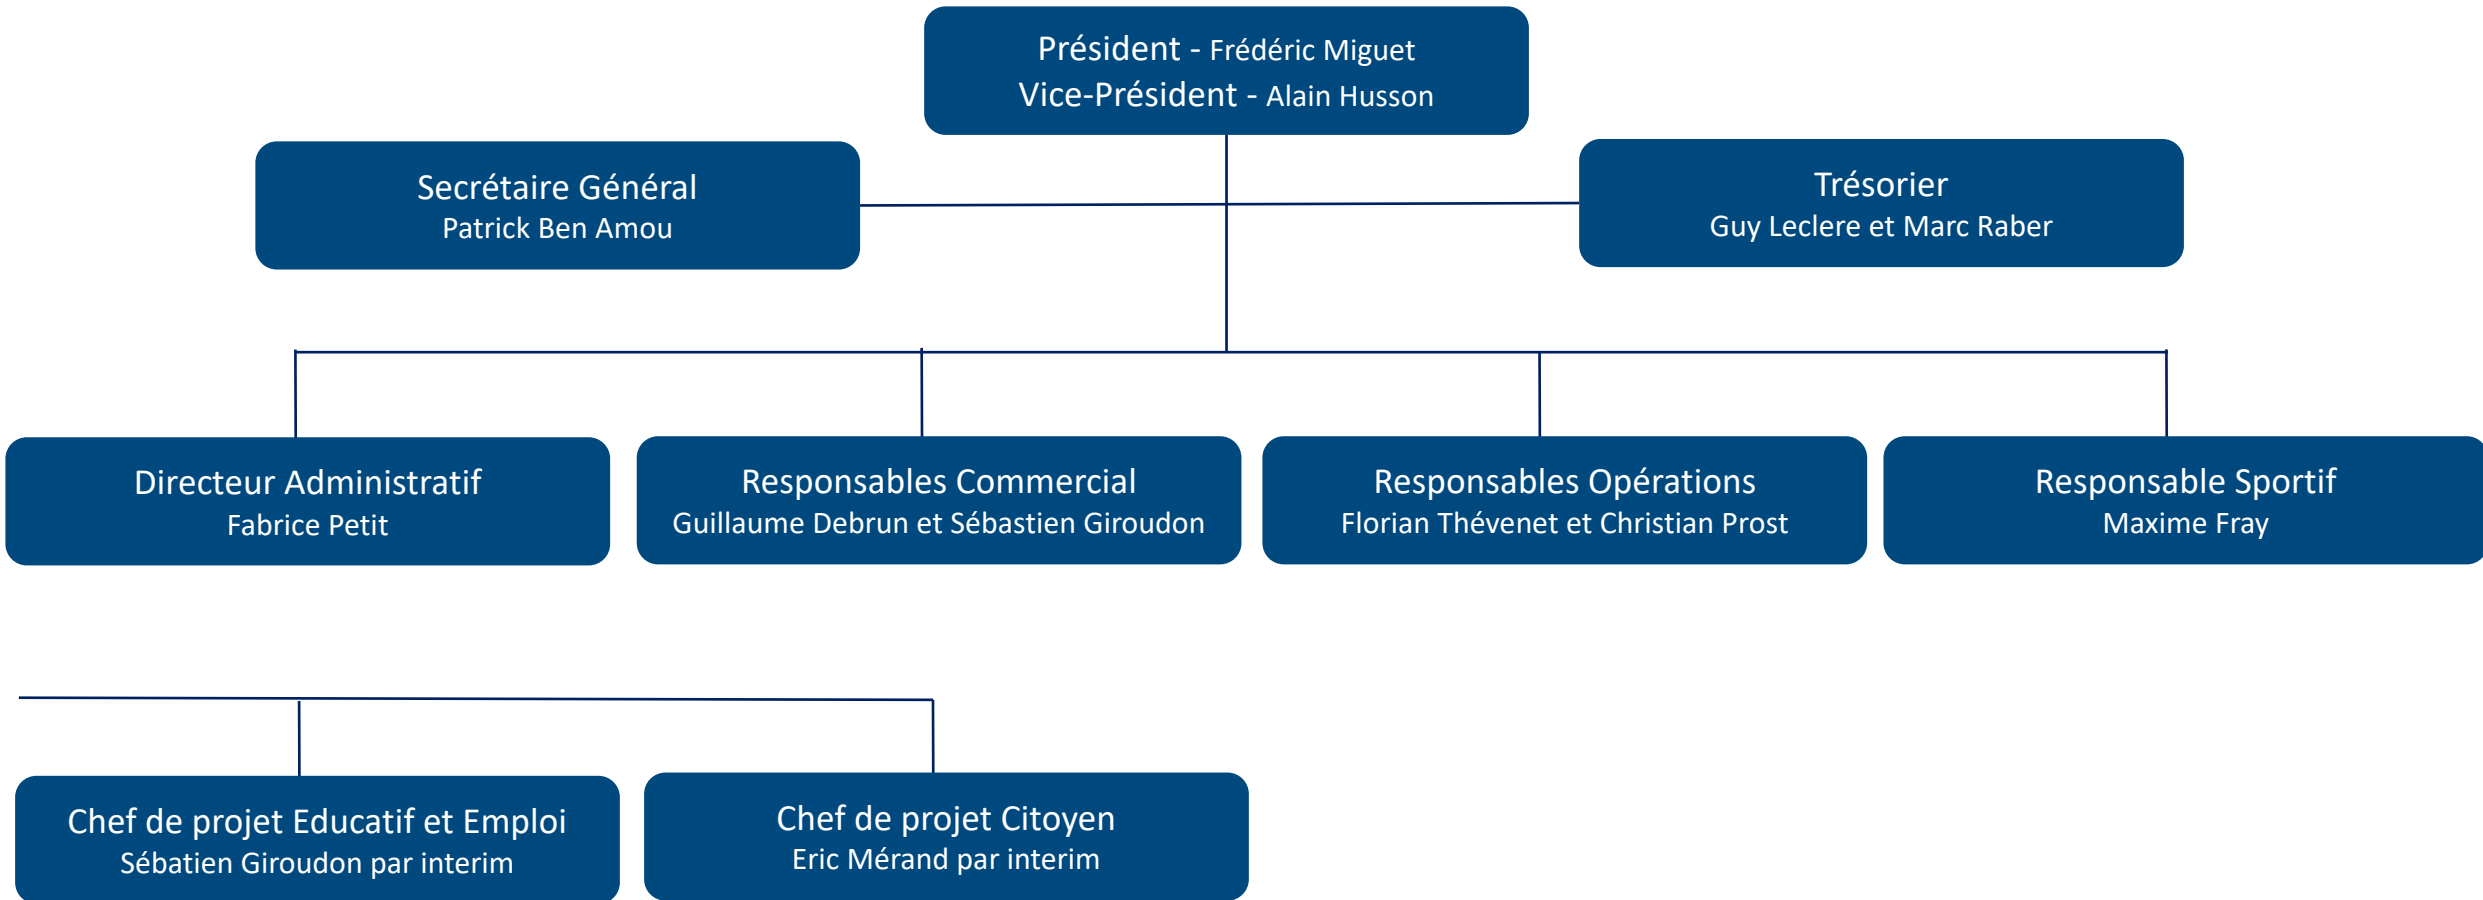 Président - Frédéric Miguet
Vice-Président - Alain Husson
Secrétaire Général
Patrick Ben Amou
Trésorier
Guy Leclere et Marc Raber
Directeur Administratif
Fabrice Petit
Responsables Commercial
Guillaume Debrun et Sébastien Giroudon
Responsables Opérations
Florian Thévenet et Christian Prost
Responsable Sportif
Maxime Fray
Chef de projet Educatif et Emploi
Sébatien Giroudon par interim
Chef de projet Citoyen
Eric Mérand par interim